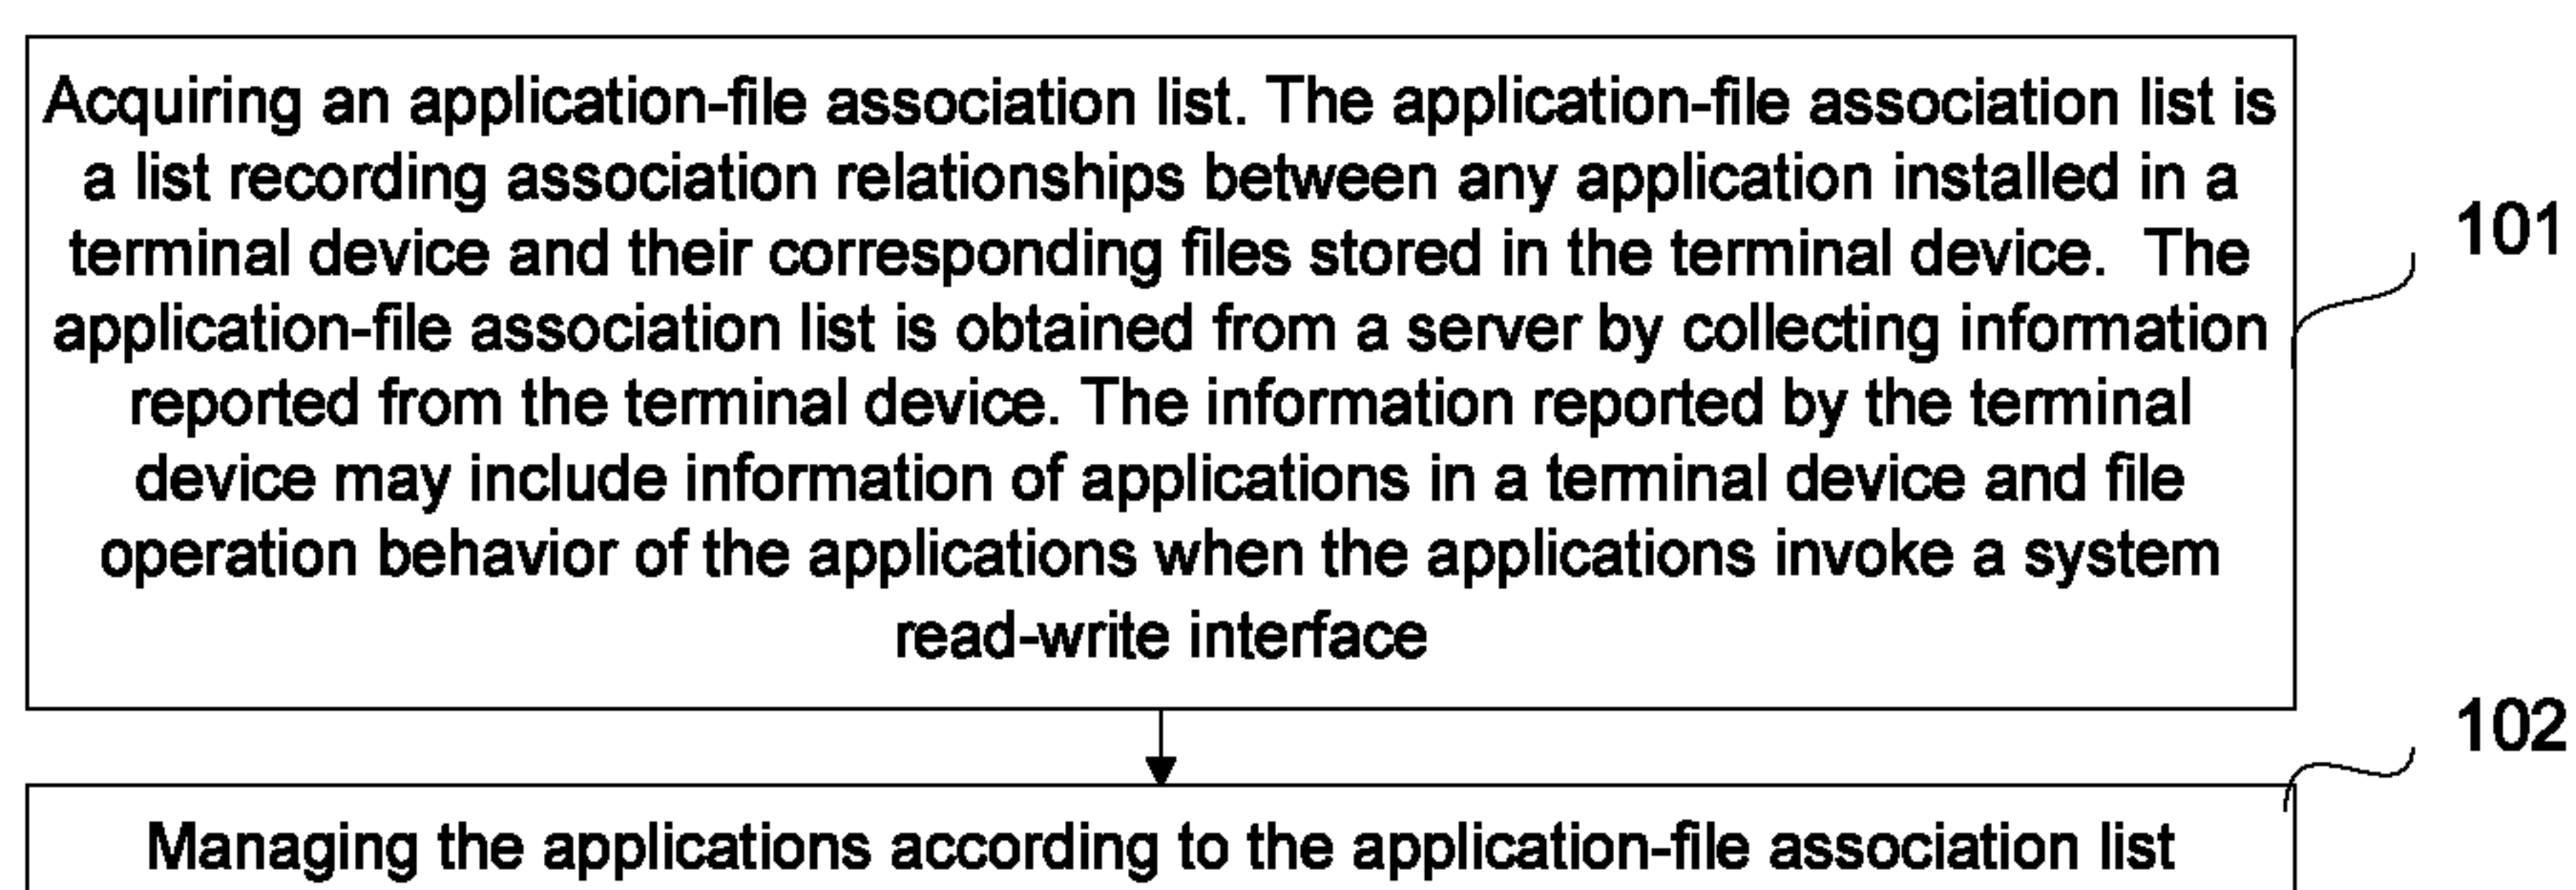 Acquiring an application-file association list. The application-file association list is
a list recording association relationships between any application installed in a
terminal device and their corresponding files stored in the terminal device.  The
application-file association list is obtained from a server by collecting information
reported from the terminal device. The information reported by the terminal
device may include information of applications in a terminal device and file
operation behavior of the applications when the applications invoke a system
read-write interface
101
102
Managing the applications according to the application-file association list